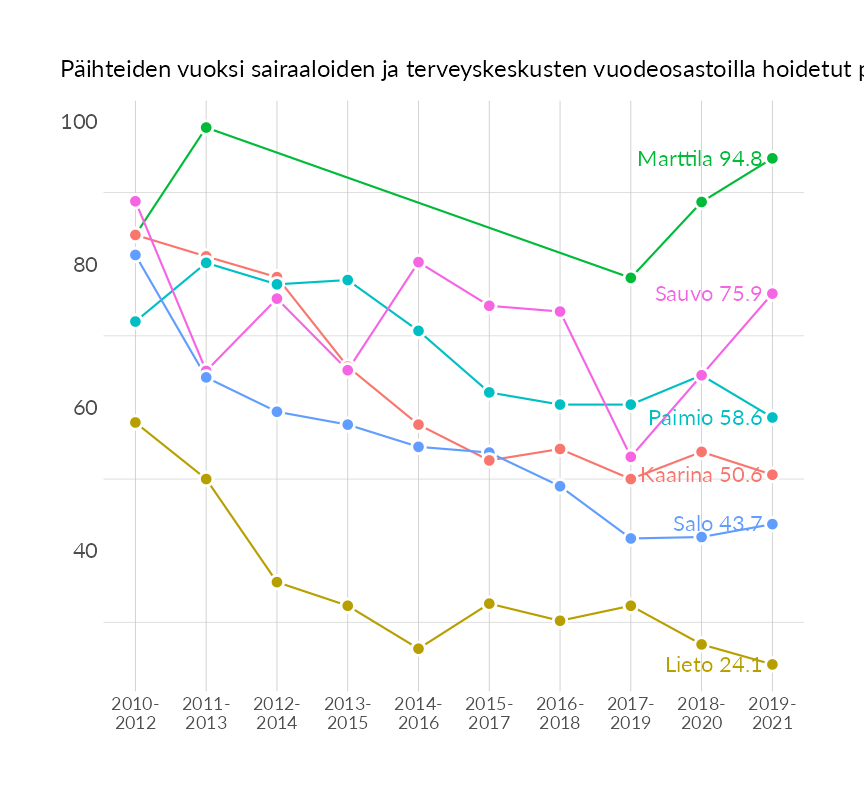 Päihteiden vuoksi sairaaloiden ja terveyskeskusten vuodeosastoilla hoidetut
100
80
60
40
Marttila 94.8
Sauvo 75.9
Paimio 58.6
Kaarina 50.6
Salo 43.7
Lieto 24.1
2010-2012
2011-2013
2012-2014
2013-2015
2014-2016
2015-2017
2016-2018
2017-2019
2018-2020
2019-2021